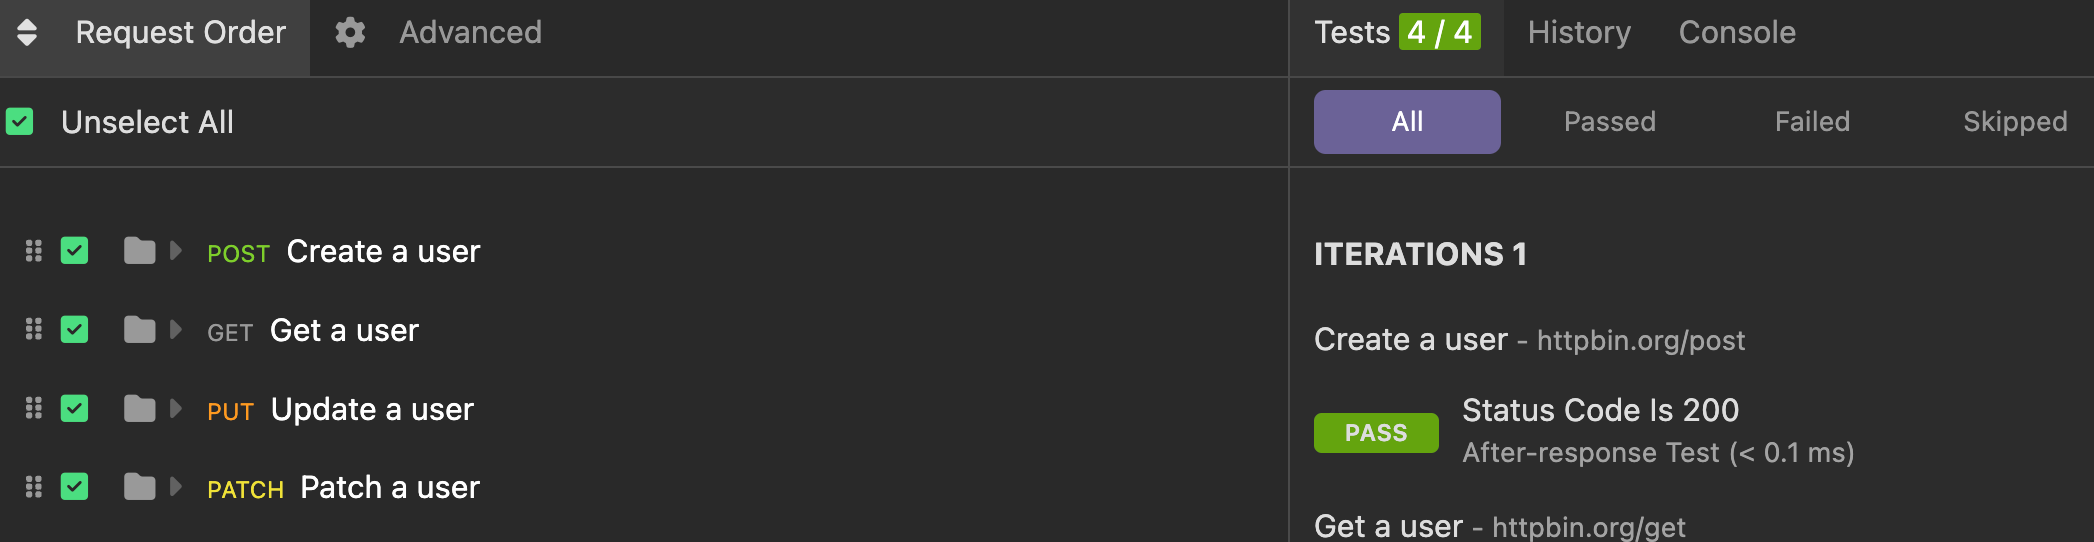 Request Order
Advanced
Unselect All
POST Create a user
GET Get a user
PUT Update a user
PATCH Patch a user
Tests 4 / 4
History
Console
All
Passed
Failed
Skipped
ITERATIONS 1
Create a user - httpbin.org/post
PASS
Status Code Is 200
After-response Test (< 0.1 ms)
Get a user - httpbin.org/get